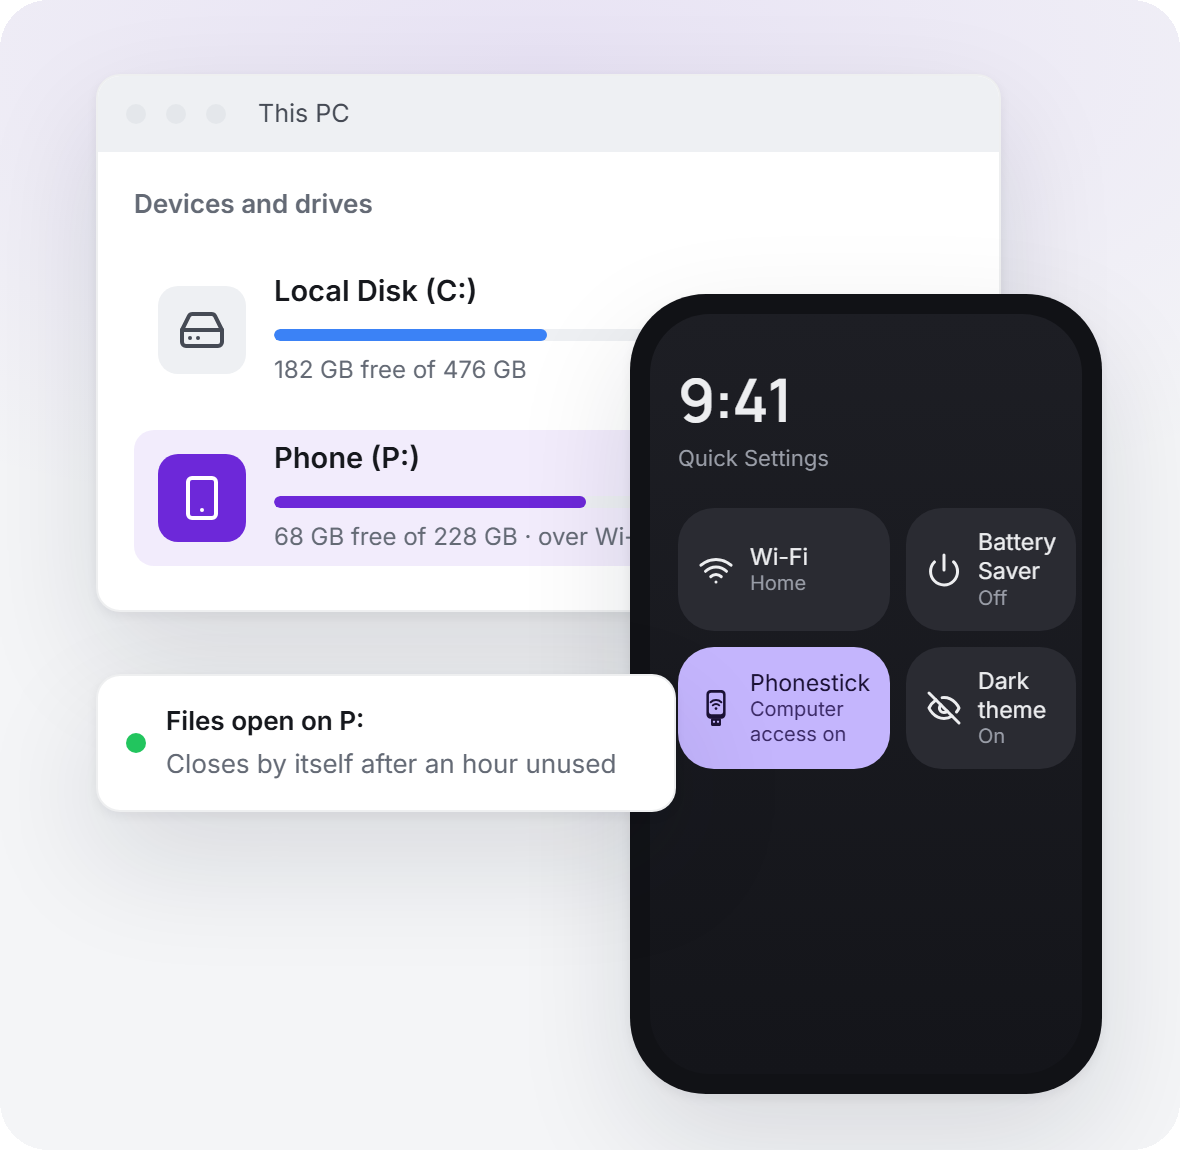 This PC
Devices and drives
Local Disk (C:)
182 GB free of 476 GB
Phone (P:)
68 GB free of 228 GB · over Wi-
Files open on P:
Closes by itself after an hour unused
9:41
Quick Settings
Wi-Fi
Home
Battery
Saver
Off
Phonestick
Computer
access on
Dark
theme
On